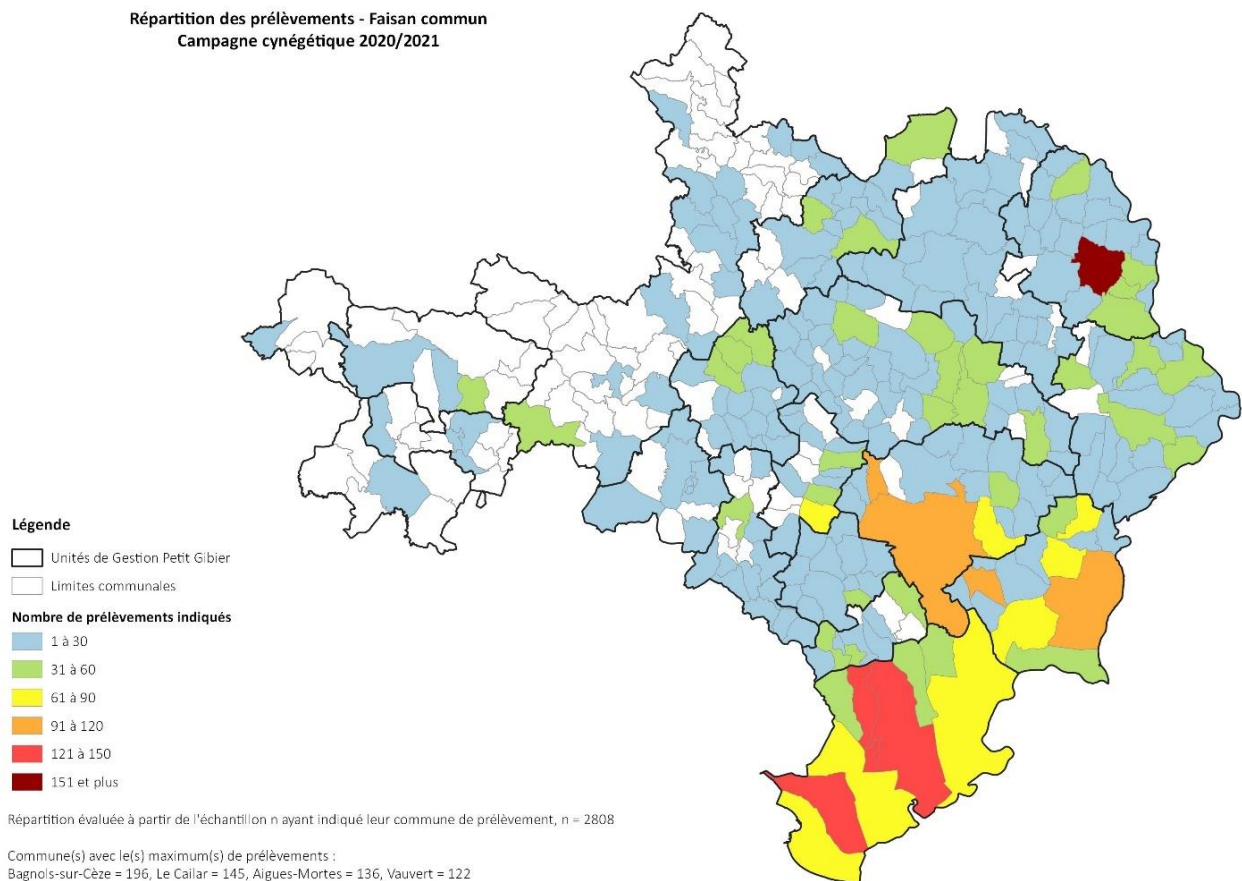 Répartition des prélèvements - Faisan commun
Campagne cynégétique 2020/2021
Légende
Unités de Gestion Petit Gibier
Limites communales
Nombre de prélèvements indiqués
1 à 30
31 à 60
61 à 90
91 à 120
121 à 150
151 et plus
Répartition évaluée à partir de l'échantillon n ayant indiqué leur commune de prélèvement, n = 2808
Commune(s) avec le(s) maximum(s) de prélèvements :
Bagnols-sur-Cèze = 196, Le Cailar = 145, Aigues-Mortes = 136, Vauvert = 122